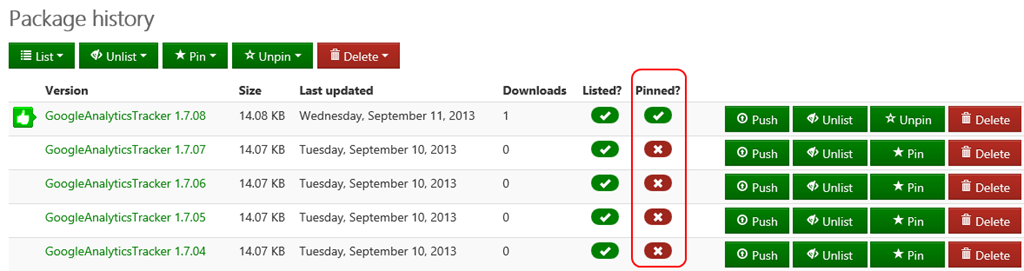 Package history
List Unlist Pin Unpin Delete
Version Size Last updated Downloads Listed? Pinned?
GoogleAnalyticsTracker 1.7.08 14.08 KB Wednesday, September 11, 2013 1 Push Unlist Unpin Delete
GoogleAnalyticsTracker 1.7.07 14.07 KB Tuesday, September 10, 2013 0 Push Unlist Pin Delete
GoogleAnalyticsTracker 1.7.06 14.07 KB Tuesday, September 10, 2013 0 Push Unlist Pin Delete
GoogleAnalyticsTracker 1.7.05 14.07 KB Tuesday, September 10, 2013 0 Push Unlist Pin Delete
GoogleAnalyticsTracker 1.7.04 14.07 KB Tuesday, September 10, 2013 0 Push Unlist Pin Delete